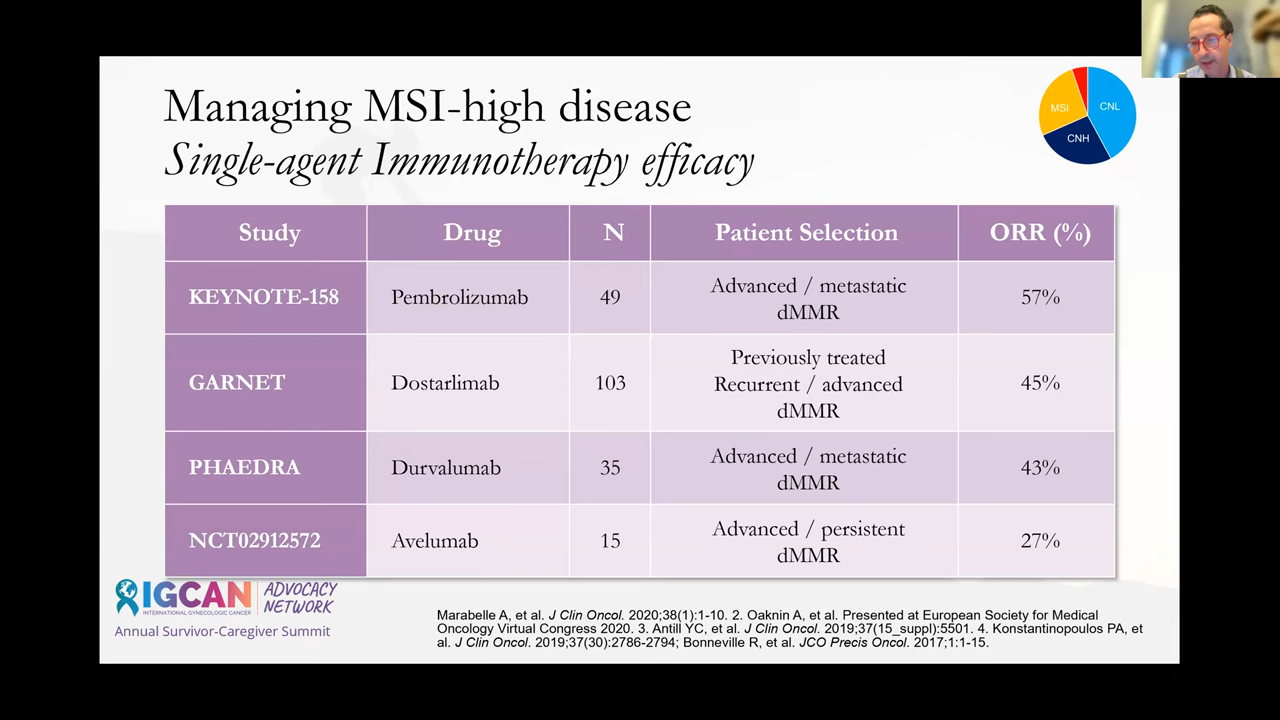 Managing MSI-high disease
Single-agent Immunotherapy efficacy
MSI
CNL
CNH
Study Drug N Patient Selection ORR (%)
KEYNOTE-158 Pembrolizumab 49 Advanced / metastatic dMMR 57%
GARNET Dostarlimab 103 Previously treated Recurrent / advanced dMMR 45%
PHAEDRA Durvalumab 35 Advanced / metastatic dMMR 43%
NCT02912572 Avelumab 15 Advanced / persistent dMMR 27%
IGCAN ADVOCACY NETWORK
INTERNATIONAL GYNECOLOGIC CANCER
Annual Survivor-Caregiver Summit
Marabelle A, et al. J Clin Oncol. 2020;38(1):1-10. 2. Oaknin A, et al. Presented at European Society for Medical
Oncology Virtual Congress 2020. 3. Antill YC, et al. J Clin Oncol. 2019;37(15_suppl):5501. 4. Konstantinopoulos PA, et
al. J Clin Oncol. 2019;37(30):2786-2794; Bonneville R, et al. JCO Precis Oncol. 2017;1:1-15.